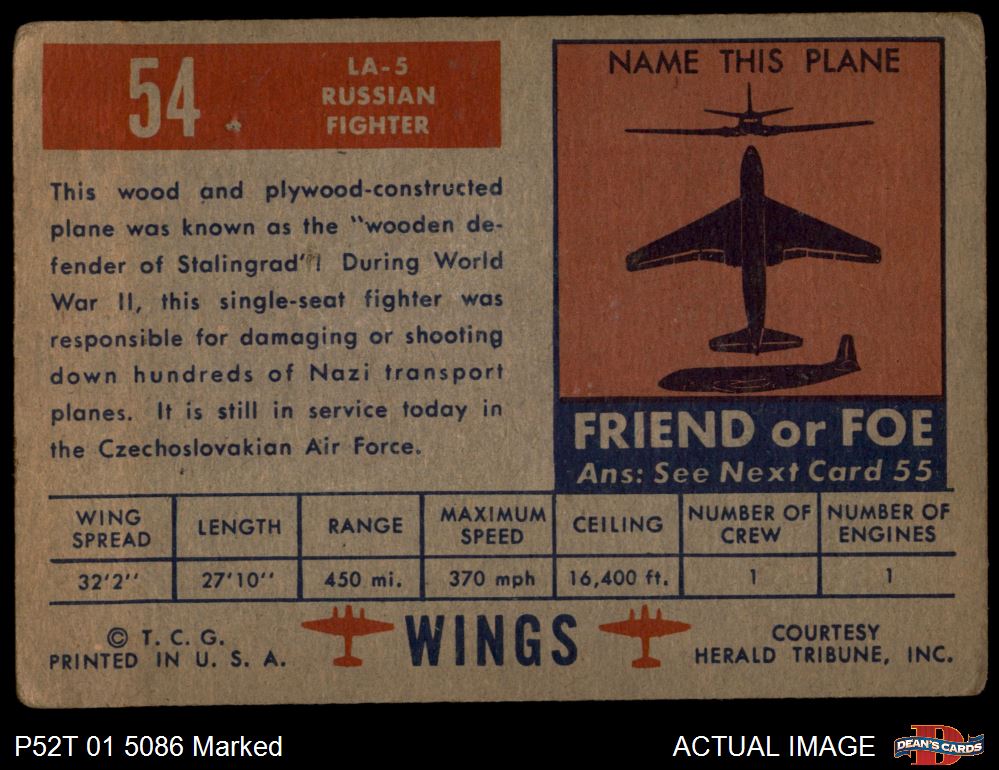 54
LA-5
RUSSIAN
FIGHTER
This wood and plywood-constructed
plane was known as the "wooden de-
fender of Stalingrad"! During World
War II, this single-seat fighter was
responsible for damaging or shooting
down hundreds of Nazi transport
planes. It is still in service today in
the Czechoslovakian Air Force.
NAME THIS PLANE
FRIEND or FOE
Ans: See Next Card 55
WING SPREAD LENGTH RANGE MAXIMUM SPEED CEILING NUMBER OF CREW NUMBER OF ENGINES
32'2'' 27'10'' 450 mi. 370 mph 16,400 ft. 1 1
© T. C. G.
PRINTED IN U. S. A.
WINGS
COURTESY
HERALD TRIBUNE, INC.
P52T 01 5086 Marked
ACTUAL IMAGE
D
DEAN'S CARDS